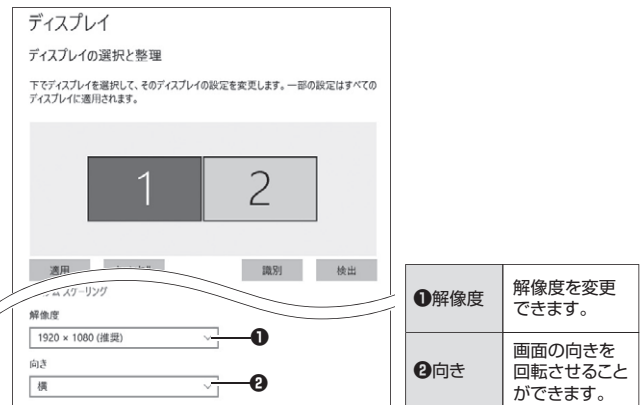 ディスプレイ
ディスプレイの選択と整理
下でディスプレイを選択して、そのディスプレイの設定を変更します。一部の設定はすべての
ディスプレイに適用されます。
1
2
適用
識別
検出
スケーリング
解像度
1920 × 1080 (推奨)
❶
向き
横
❷
❶解像度
解像度を変更
できます。
❷向き
画面の向きを
回転させること
ができます。